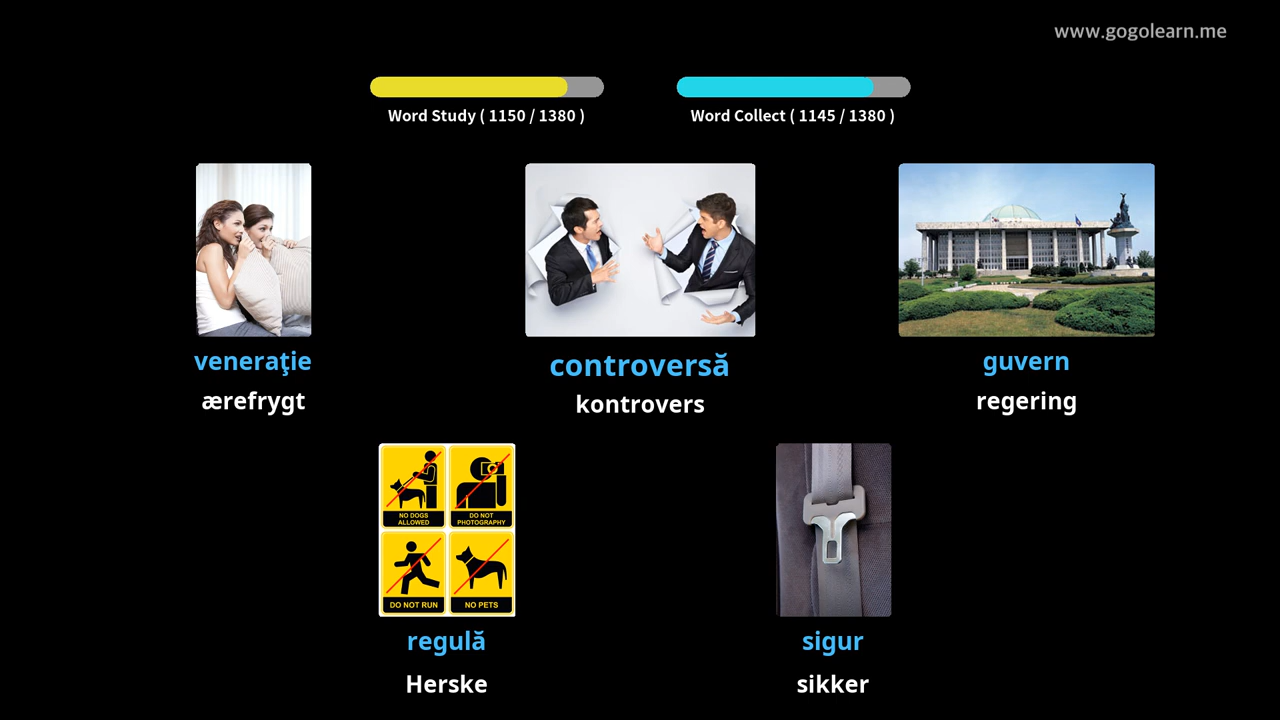 www.gogolearn.me
Word Study ( 1150 / 1380 )
Word Collect ( 1145 / 1380 )
veneraţie
ærefrygt
controversă
kontrovers
guvern
regering
NO DOGS
ALLOWED
DO NOT
PHOTOGRAPHY
DO NOT RUN
NO PETS
regulă
Herske
sigur
sikker